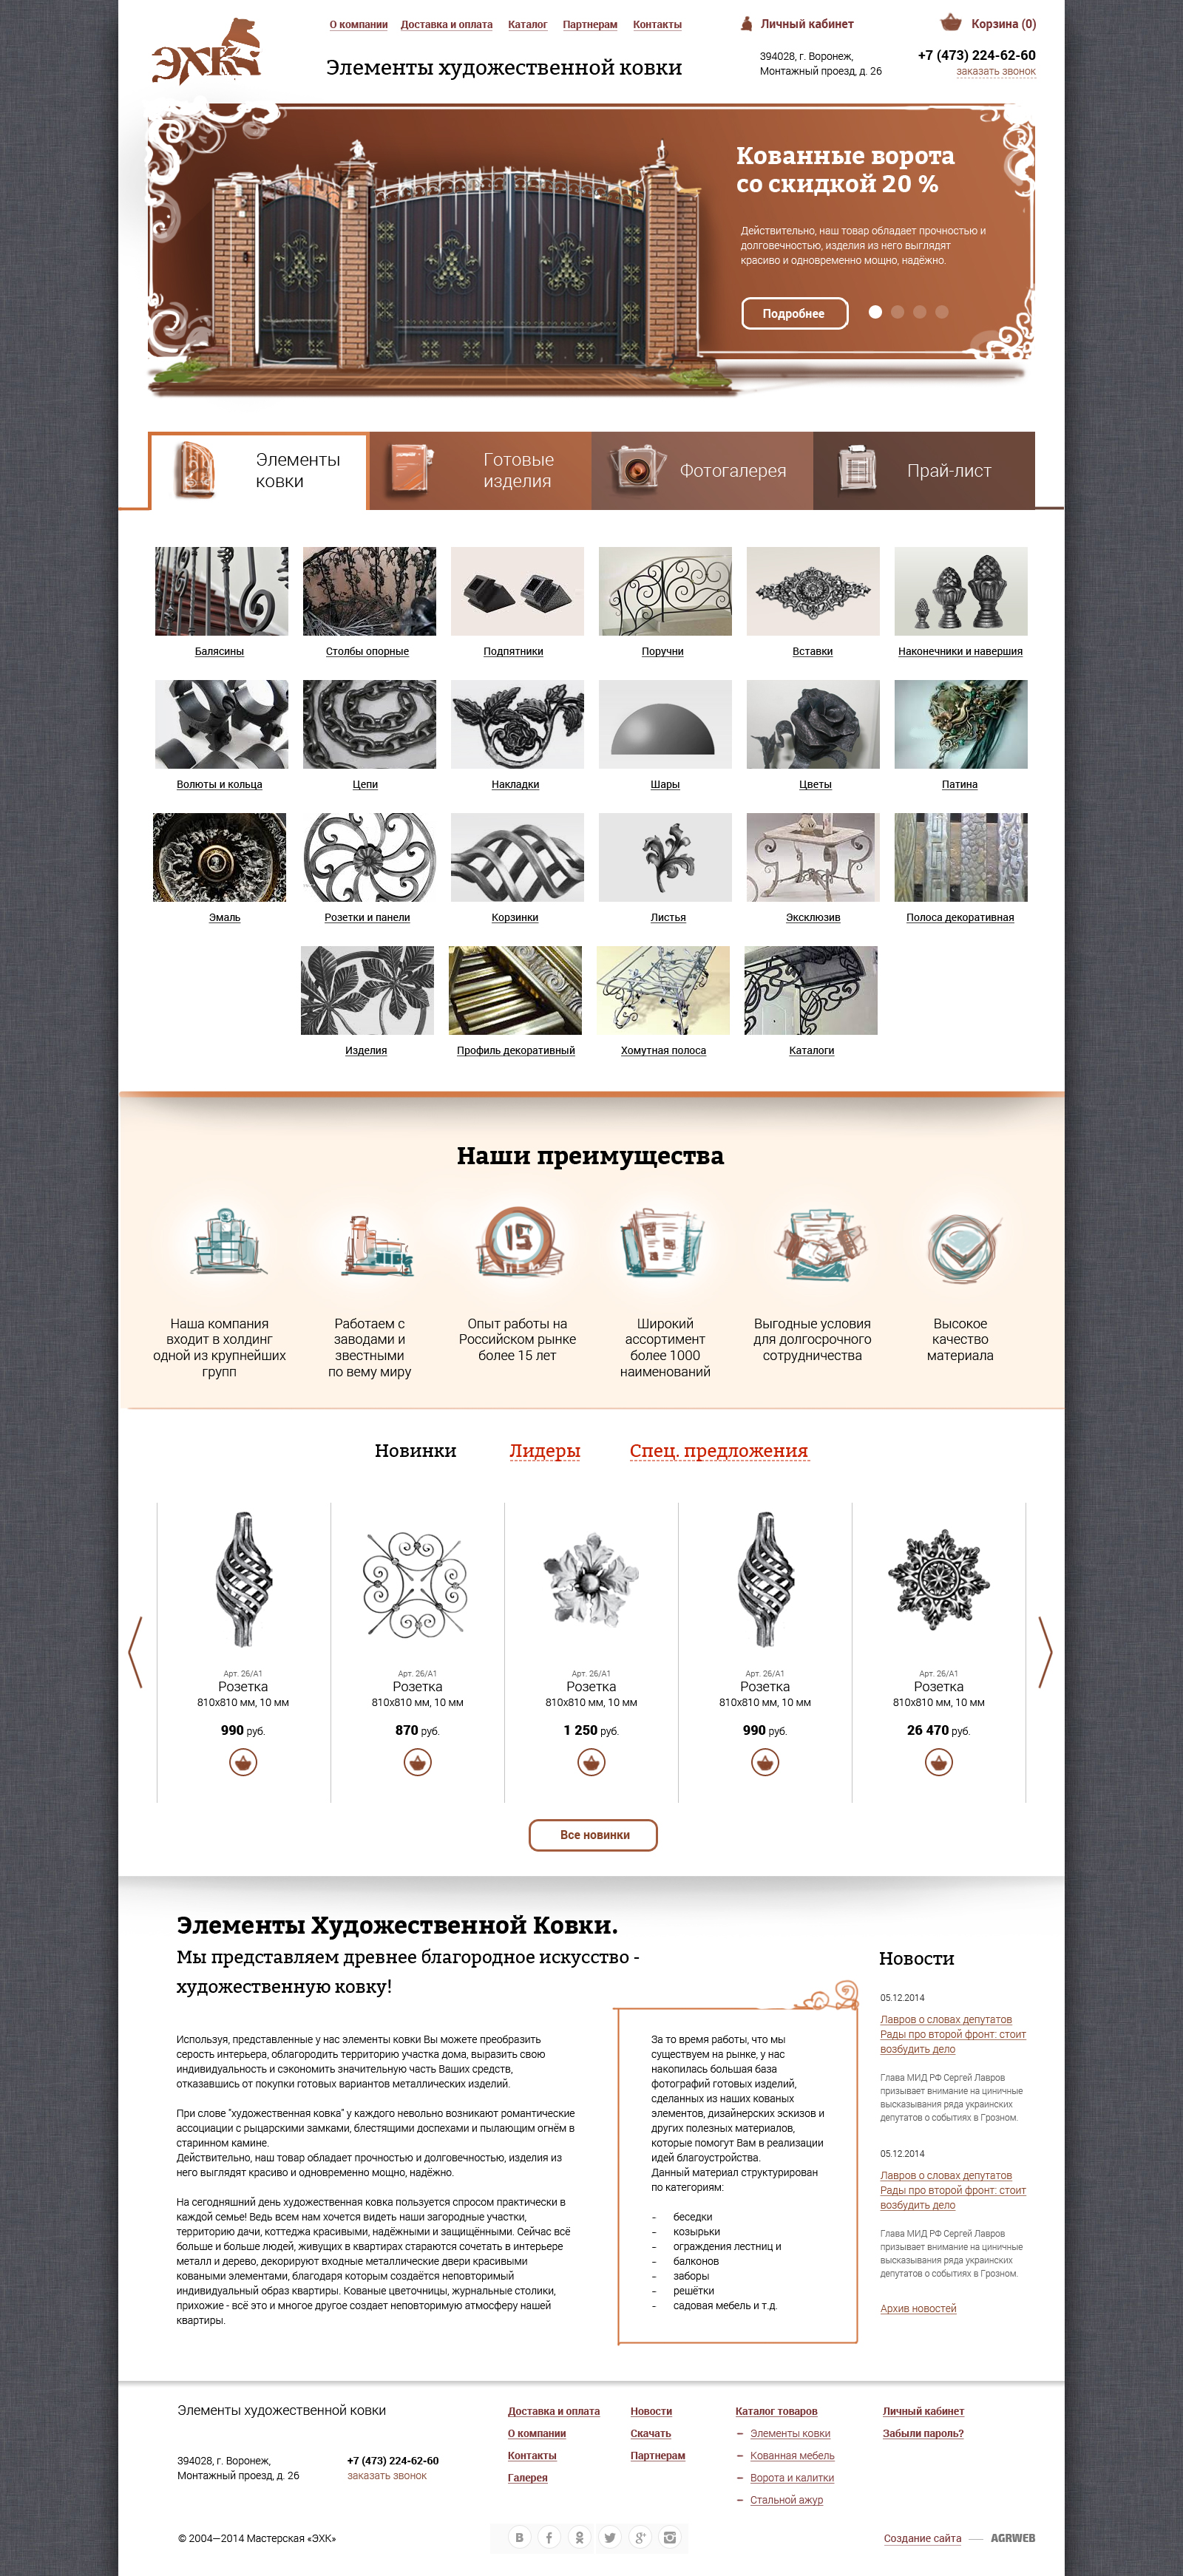 О компании Доставка и оплата Каталог Партнерам Контакты
Личный кабинет
Корзина (0)
ЭХК
Элементы художественной ковки
394028, г. Воронеж,
Монтажный проезд, д. 26
+7 (473) 224-62-60
заказать звонок
Кованные ворота
со скидкой 20 %
Действительно, наш товар обладает прочностью и
долговечностью, изделия из него выглядят
красиво и одновременно мощно, надёжно.
Подробнее
Элементы
ковки
Готовые
изделия
Фотогалерея
Прай-лист
Балясины
Столбы опорные
Подпятники
Поручни
Вставки
Наконечники и навершия
Волюты и кольца
Цепи
Накладки
Шары
Цветы
Патина
Эмаль
Розетки и панели
Корзинки
Листья
Эксклюзив
Полоса декоративная
Изделия
Профиль декоративный
Хомутная полоса
Каталоги
Наши преимущества
15
Наша компания
входит в холдинг
одной из крупнейших
групп
Работаем с
заводами и
звестными
по вему миру
Опыт работы на
Российском рынке
более 15 лет
Широкий
ассортимент
более 1000
наименований
Выгодные условия
для долгосрочного
сотрудничества
Высокое
качество
материала
Новинки
Лидеры
Спец. предложения
Арт. 26/А1
Розетка
810х810 мм, 10 мм
990 руб.
Арт. 26/А1
Розетка
810х810 мм, 10 мм
870 руб.
Арт. 26/А1
Розетка
810х810 мм, 10 мм
1 250 руб.
Арт. 26/А1
Розетка
810х810 мм, 10 мм
990 руб.
Арт. 26/А1
Розетка
810х810 мм, 10 мм
26 470 руб.
Все новинки
Элементы Художественной Ковки.
Мы представляем древнее благородное искусство -
художественную ковку!
Используя, представленные у нас элементы ковки Вы можете преобразить
серость интерьера, облагородить территорию участка дома, выразить свою
индивидуальность и сэкономить значительную часть Ваших средств,
отказавшись от покупки готовых вариантов металлических изделий.
При слове "художественная ковка" у каждого невольно возникают романтические
ассоциации с рыцарскими замками, блестящими доспехами и пылающим огнём в
старинном камине.
Действительно, наш товар обладает прочностью и долговечностью, изделия из
него выглядят красиво и одновременно мощно, надёжно.
На сегодняшний день художественная ковка пользуется спросом практически в
каждой семье! Ведь всем нам хочется видеть наши загородные участки,
территорию дачи, коттеджа красивыми, надёжными и защищёнными. Сейчас всё
больше и больше людей, живущих в квартирах стараются сочетать в интерьере
металл и дерево, декорируют входные металлические двери красивыми
коваными элементами, благодаря которым создаётся неповторимый
индивидуальный образ квартиры. Кованые цветочницы, журнальные столики,
прихожие - всё это и многое другое создает неповторимую атмосферу нашей
квартиры.
За то время работы, что мы
существуем на рынке, у нас
накопилась большая база
фотографий готовых изделий,
сделанных из наших кованых
элементов, дизайнерских эскизов и
других полезных материалов,
которые помогут Вам в реализации
идей благоустройства.
Данный материал структурирован
по категориям:
- беседки
- козырьки
- ограждения лестниц и
- балконов
- заборы
- решётки
- садовая мебель и т.д.
Новости
05.12.2014
Лавров о словах депутатов
Рады про второй фронт: стоит
возбудить дело
Глава МИД РФ Сергей Лавров
призывает внимание на циничные
высказывания ряда украинских
депутатов о событиях в Грозном.
05.12.2014
Лавров о словах депутатов
Рады про второй фронт: стоит
возбудить дело
Глава МИД РФ Сергей Лавров
призывает внимание на циничные
высказывания ряда украинских
депутатов о событиях в Грозном.
Архив новостей
Элементы художественной ковки
394028, г. Воронеж,
Монтажный проезд, д. 26
+7 (473) 224-62-60
заказать звонок
Доставка и оплата
О компании
Контакты
Галерея
Новости
Скачать
Партнерам
Каталог товаров
– Элементы ковки
– Кованная мебель
– Ворота и калитки
– Стальной ажур
Личный кабинет
Забыли пароль?
© 2004—2014 Мастерская «ЭХК»
Создание сайта — AGRWEB